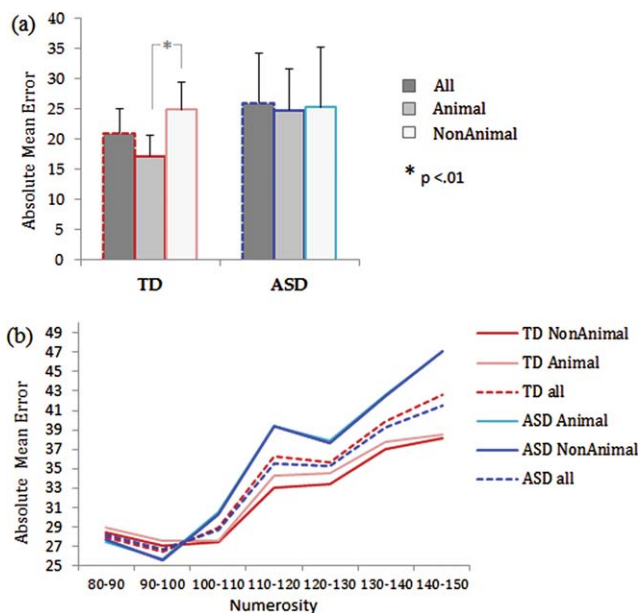 (a)
Absolute Mean Error
40
35
30
25
20
15
10
5
0
*
TD
ASD
All
Animal
NonAnimal
* p <.01
(b)
Absolute Mean Error
49
47
45
43
41
39
37
35
33
31
29
27
25
80-90 90-100 100-110 110-120 120-130 130-140 140-150
Numerosity
TD NonAnimal
TD Animal
TD all
ASD Animal
ASD NonAnimal
ASD all